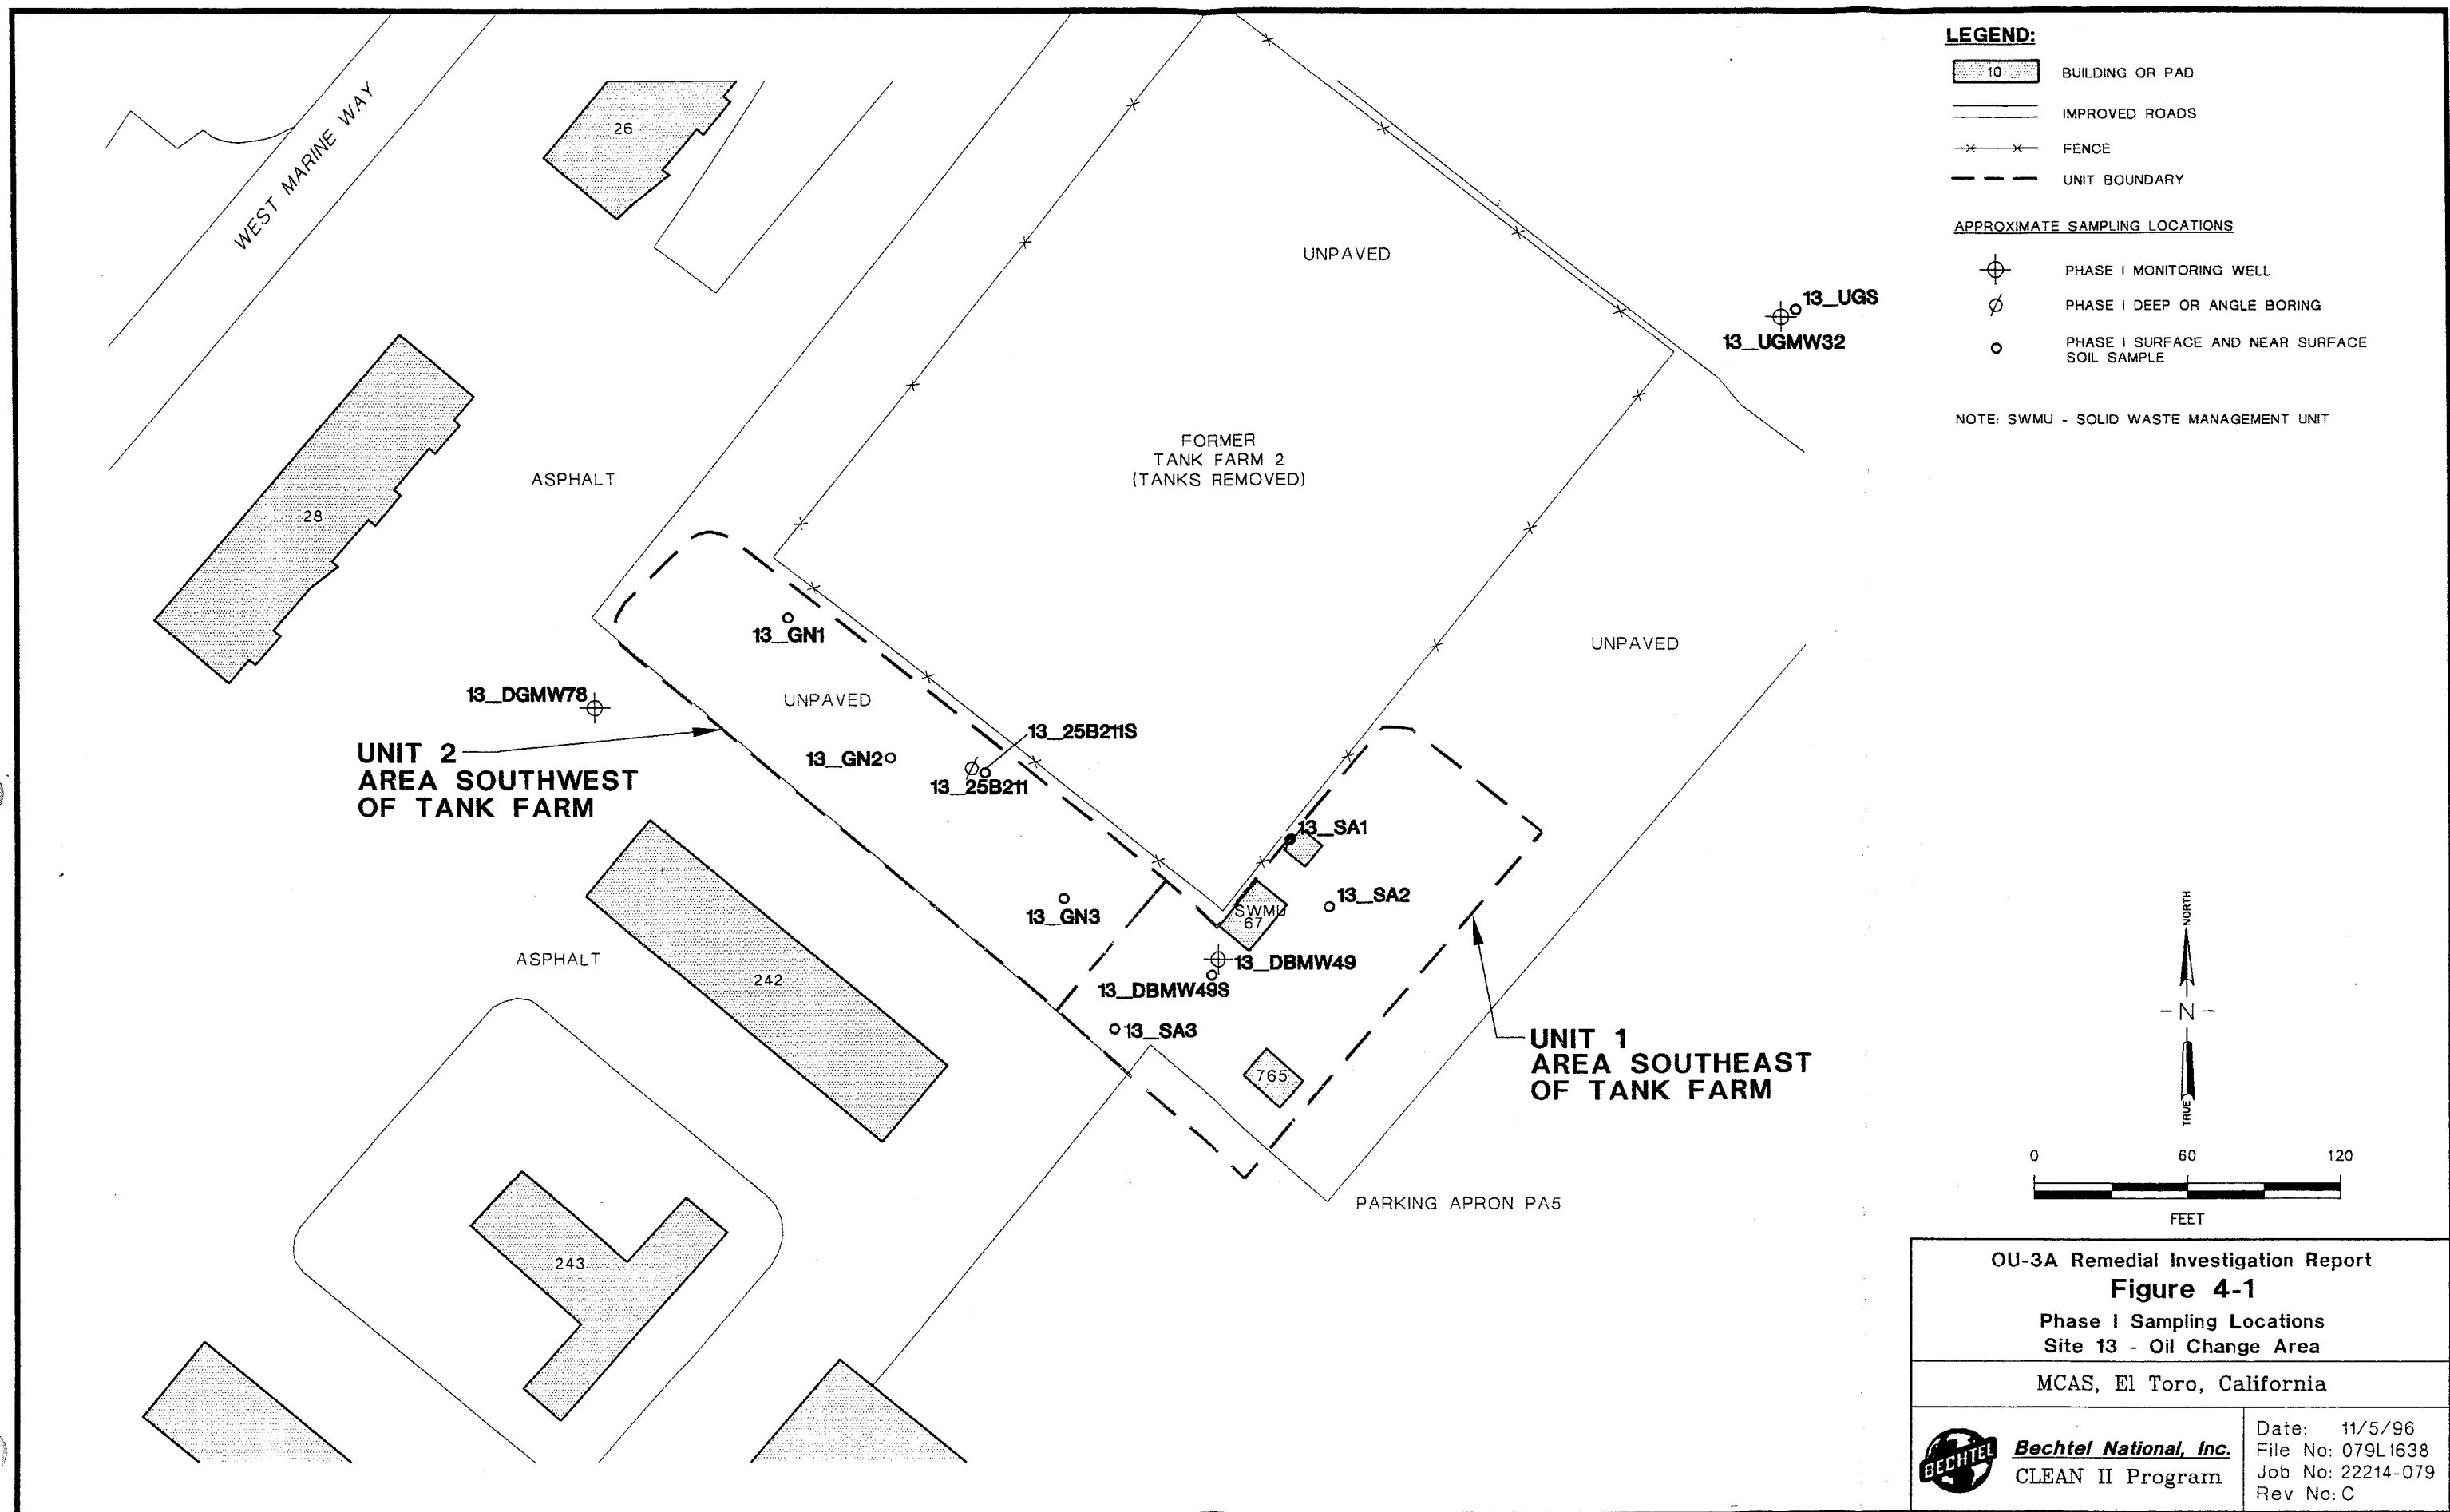 LEGEND:
10
BUILDING OR PAD
IMPROVED ROADS
FENCE
UNIT BOUNDARY
APPROXIMATE SAMPLING LOCATIONS
PHASE I MONITORING WELL
PHASE I DEEP OR ANGLE BORING
PHASE I SURFACE AND NEAR SURFACE
SOIL SAMPLE
NOTE: SWMU - SOLID WASTE MANAGEMENT UNIT
WEST MARINE WAY
26
UNPAVED
13_UGS
13_UGMW32
FORMER
TANK FARM 2
(TANKS REMOVED)
ASPHALT
28
13_GN1
UNPAVED
13_DGMW78
UNPAVED
UNIT 2
AREA SOUTHWEST
OF TANK FARM
13_25B211S
13_GN2
13_25B211
13_SA1
13_SA2
13_GN3
SWMU
67
ASPHALT
242
13_DBMW49
13_DBMW49S
13_SA3
UNIT 1
AREA SOUTHEAST
OF TANK FARM
765
PARKING APRON PA5
243
NORTH
-N-
TRUE
0 60 120
FEET
OU-3A Remedial Investigation Report
Figure 4-1
Phase I Sampling Locations
Site 13 - Oil Change Area
MCAS, El Toro, California
BECHTEL
Bechtel National, Inc.
CLEAN II Program
Date: 11/5/96
File No: 079L1638
Job No: 22214-079
Rev No: C